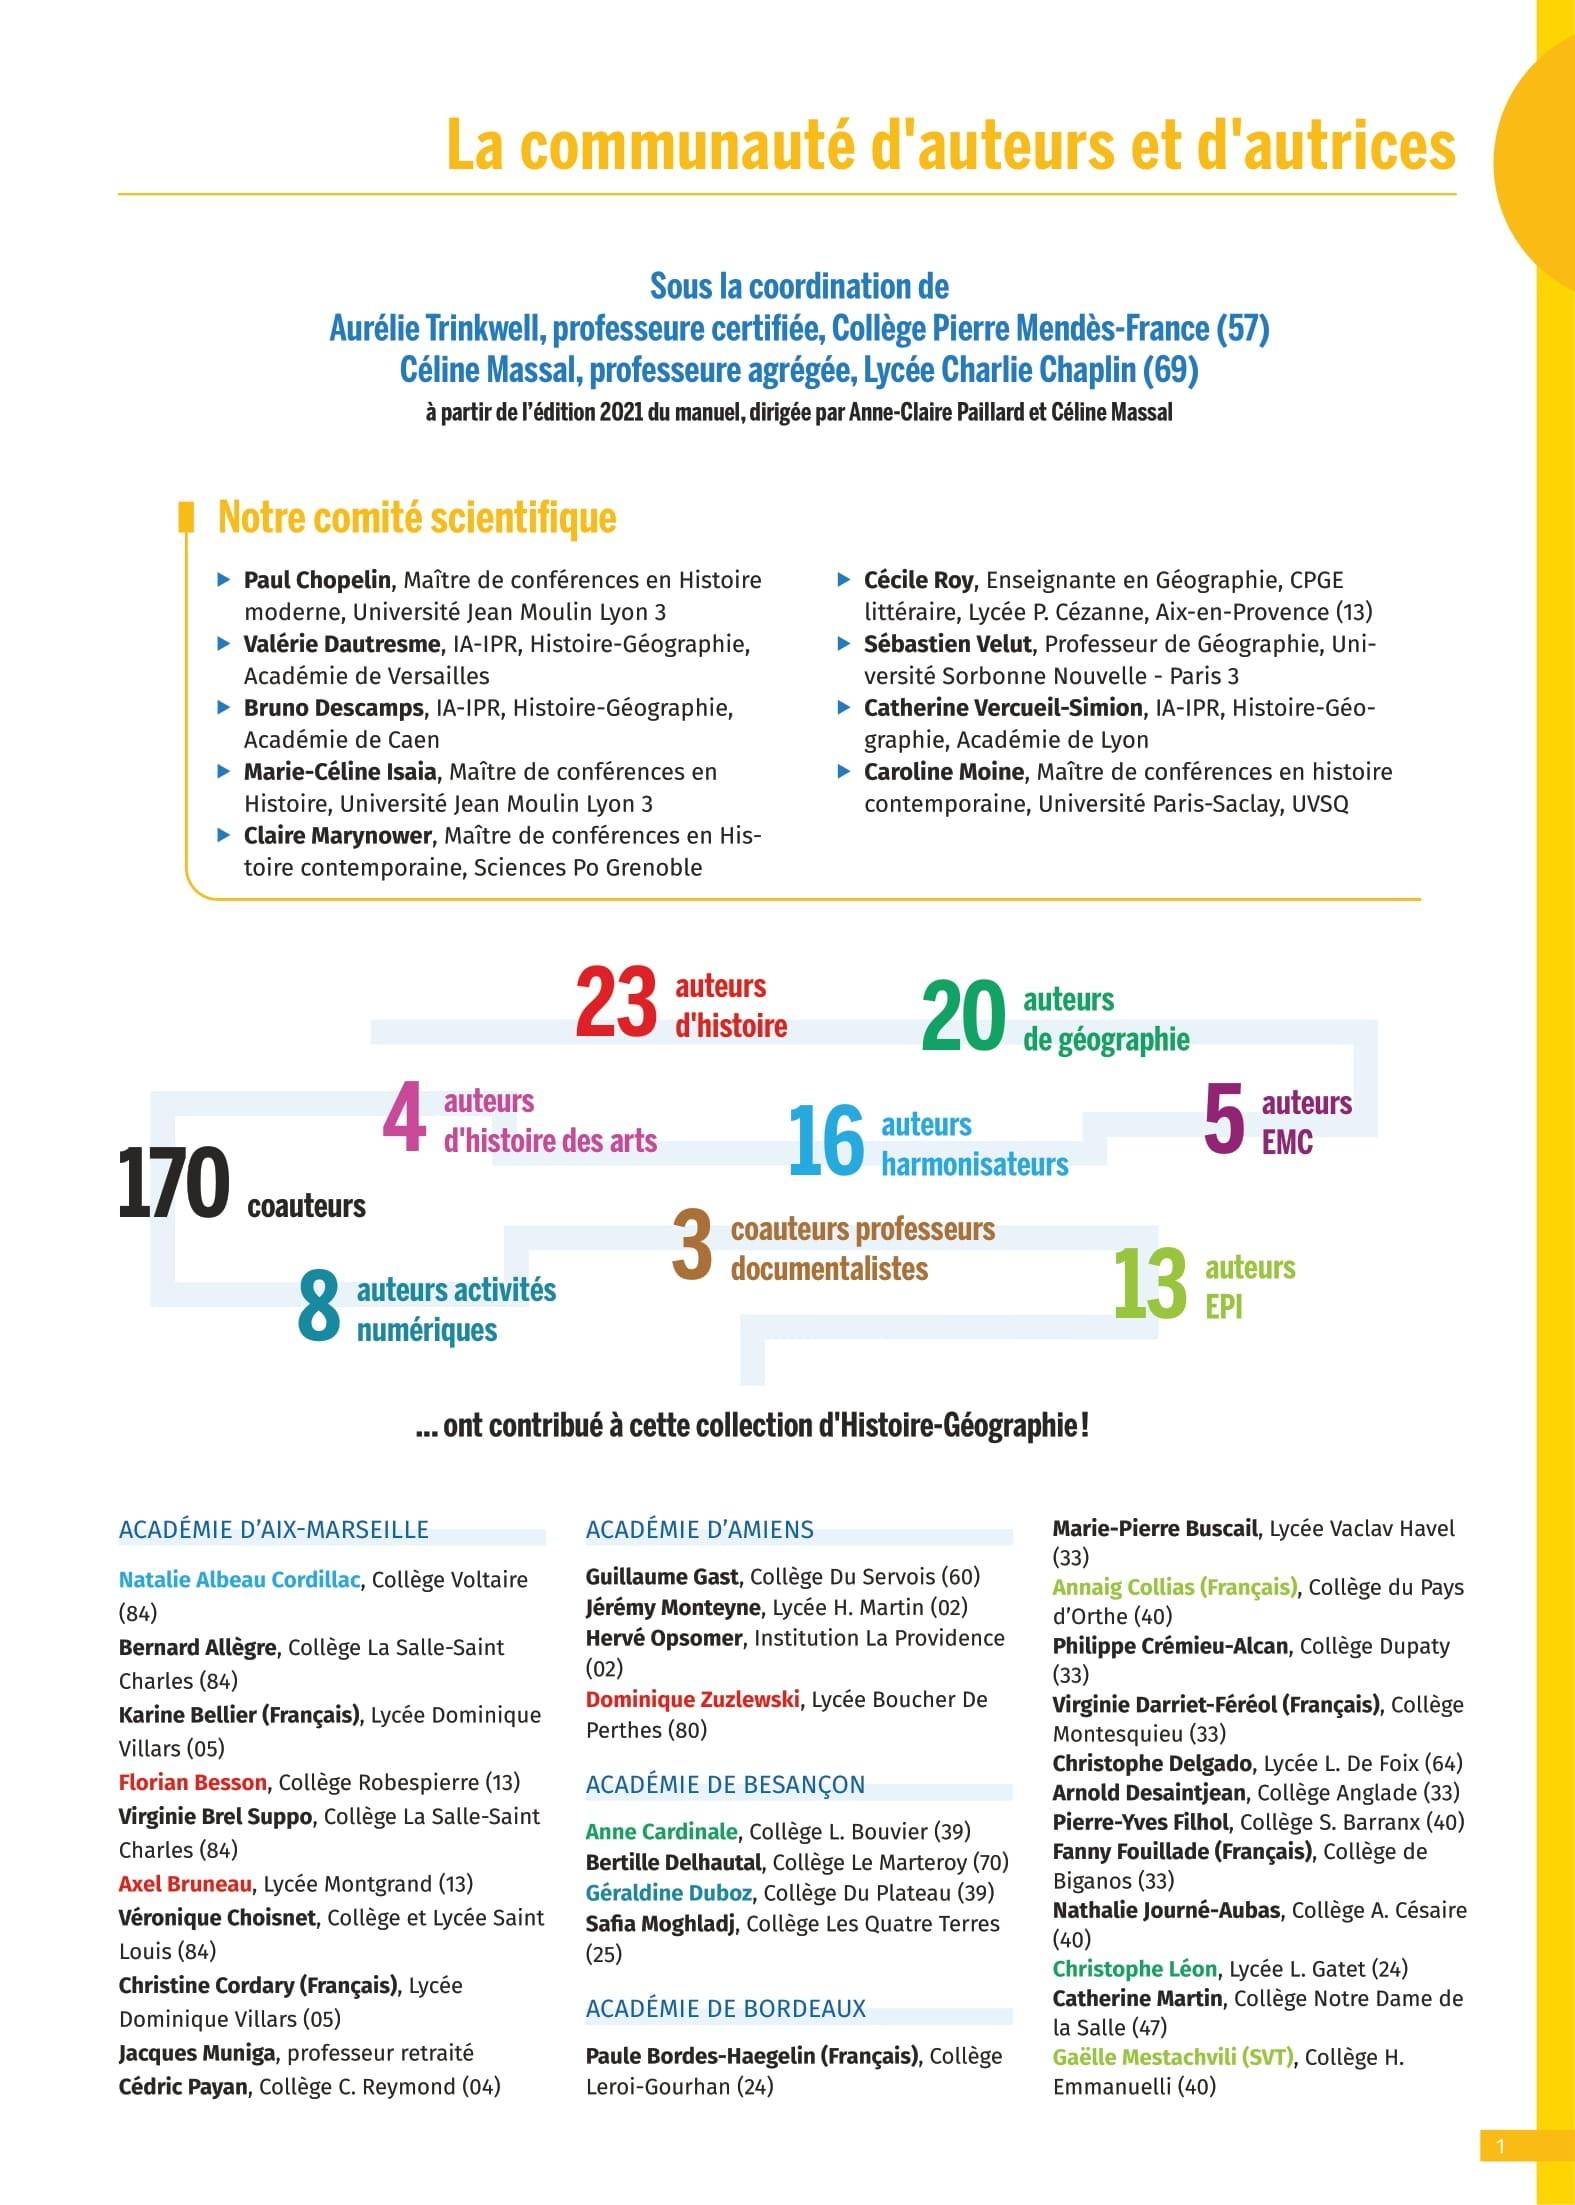 La communauté d'auteurs et d'autrices
Sous la coordination de
Aurélie Trinkwell, professeure certifiée, Collège Pierre Mendès-France (57)
Céline Massal, professeure agrégée, Lycée Charlie Chaplin (69)
à partir de l'édition 2021 du manuel, dirigée par Anne-Claire Paillard et Céline Massal
Notre comité scientifique
▶ Paul Chopelin, Maître de conférences en Histoire
moderne, Université Jean Moulin Lyon 3
▶ Valérie Dautresme, IA-IPR, Histoire-Géographie,
Académie de Versailles
▶ Bruno Descamps, IA-IPR, Histoire-Géographie,
Académie de Caen
▶ Marie-Céline Isaia, Maître de conférences en
Histoire, Université Jean Moulin Lyon 3
▶ Claire Marynower, Maître de conférences en His-
toire contemporaine, Sciences Po Grenoble
▶ Cécile Roy, Enseignante en Géographie, CPGE
littéraire, Lycée P. Cézanne, Aix-en-Provence (13)
▶ Sébastien Velut, Professeur de Géographie, Uni-
versité Sorbonne Nouvelle - Paris 3
▶ Catherine Vercueil-Simion, IA-IPR, Histoire-Géo-
graphie, Académie de Lyon
▶ Caroline Moine, Maître de conférences en histoire
contemporaine, Université Paris-Saclay, UVSQ
23 auteurs
d'histoire
20 auteurs
de géographie
4 auteurs
d'histoire des arts
16 auteurs
harmonisateurs
5 auteurs
EMC
170 coauteurs
3 coauteurs professeurs
documentalistes
8 auteurs activités
numériques
13 auteurs
EPI
... ont contribué à cette collection d'Histoire-Géographie !
ACADÉMIE D'AIX-MARSEILLE
Natalie Albeau Cordillac, Collège Voltaire
(84)
Bernard Allègre, Collège La Salle-Saint
Charles (84)
Karine Bellier (Français), Lycée Dominique
Villars (05)
Florian Besson, Collège Robespierre (13)
Virginie Brel Suppo, Collège La Salle-Saint
Charles (84)
Axel Bruneau, Lycée Montgrand (13)
Véronique Choisnet, Collège et Lycée Saint
Louis (84)
Christine Cordary (Français), Lycée
Dominique Villars (05)
Jacques Muniga, professeur retraité
Cédric Payan, Collège C. Reymond (04)
ACADÉMIE D'AMIENS
Guillaume Gast, Collège Du Servois (60)
Jérémy Monteyne, Lycée H. Martin (02)
Hervé Opsomer, Institution La Providence
(02)
Dominique Zuzlewski, Lycée Boucher De
Perthes (80)
ACADÉMIE DE BESANÇON
Anne Cardinale, Collège L. Bouvier (39)
Bertille Delhautal, Collège Le Marteroy (70)
Géraldine Duboz, Collège Du Plateau (39)
Safia Moghladj, Collège Les Quatre Terres
(25)
ACADÉMIE DE BORDEAUX
Paule Bordes-Haegelin (Français), Collège
Leroi-Gourhan (24)
Marie-Pierre Buscail, Lycée Vaclav Havel
(33)
Annaig Collias (Français), Collège du Pays
d'Orthe (40)
Philippe Crémieu-Alcan, Collège Dupaty
(33)
Virginie Darriet-Féréol (Français), Collège
Montesquieu (33)
Christophe Delgado, Lycée L. De Foix (64)
Arnold Desaintjean, Collège Anglade (33)
Pierre-Yves Filhol, Collège S. Barranx (40)
Fanny Fouillade (Français), Collège de
Biganos (33)
Nathalie Journé-Aubas, Collège A. Césaire
(40)
Christophe Léon, Lycée L. Gatet (24)
Catherine Martin, Collège Notre Dame de
la Salle (47)
Gaëlle Mestachvili (SVT), Collège H.
Emmanuelli (40)
1